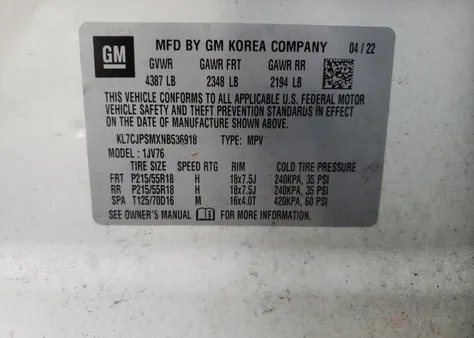 GM
MFD BY GM KOREA COMPANY 04 / 22
GVWR GAWR FRT GAWR RR
4387 LB 2348 LB 2194 LB
THIS VEHICLE CONFORMS TO ALL APPLICABLE U.S. FEDERAL MOTOR
VEHICLE SAFETY AND THEFT PREVENTION STANDARDS IN EFFECT
ON THE DATE OF MANUFACTURE SHOWN ABOVE.
KL7CJPSMXNB536918 TYPE: MPV
MODEL: 1JV76
TIRE SIZE SPEED RTG RIM COLD TIRE PRESSURE
FRT P215/55R18 H 18x7.5J 240KPA, 35 PSI
RR P215/55R18 H 18x7.5J 240KPA, 35 PSI
SPA T125/70D16 M 16x4.0T 420KPA, 60 PSI
SEE OWNER'S MANUAL FOR MORE INFORMATION.